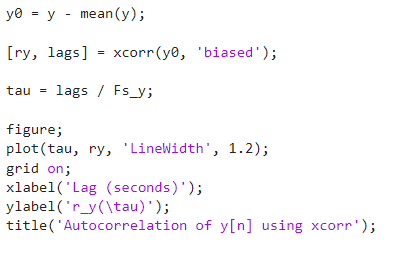 y0 = y - mean(y);
[ry, lags] = xcorr(y0, 'biased');
tau = lags / Fs_y;
figure;
plot(tau, ry, 'LineWidth', 1.2);
grid on;
xlabel('Lag (seconds)');
ylabel('r_y(\tau)');
title('Autocorrelation of y[n] using xcorr');